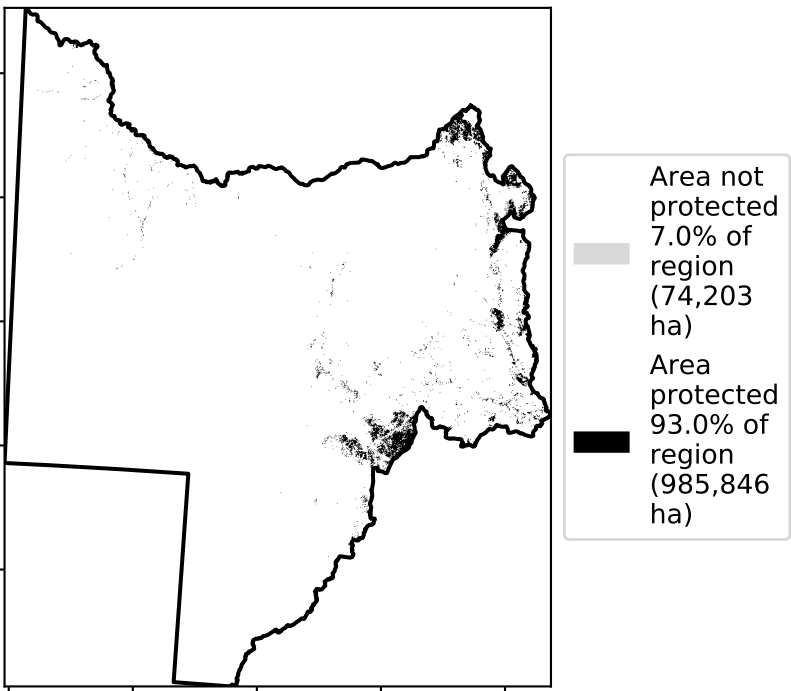 Area not
protected
7.0% of
region
(74,203
ha)
Area
protected
93.0% of
region
(985,846
ha)